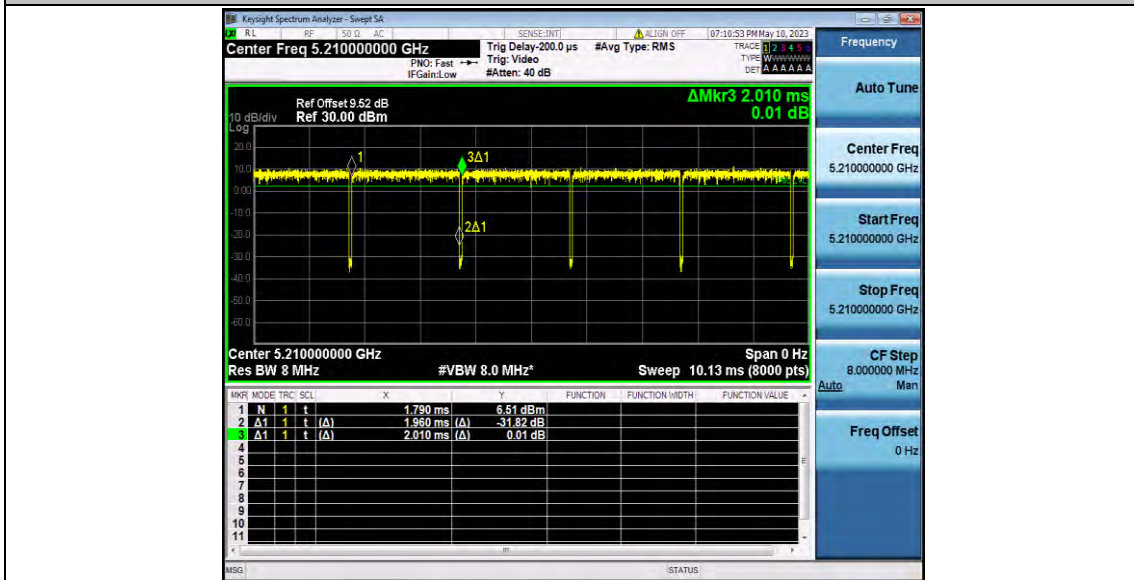 Keysight Spectrum Analyzer - Swept SA
RL RF 50 Ω AC SENSE:INT ALIGN OFF 07:10:53 PM May 10, 2023
Center Freq 5.210000000 GHz
PNO: Fast
IFGain:Low
Trig Delay-200.0 µs
Trig: Video
#Atten: 40 dB
#Avg Type: RMS
TRACE 1 2 3 4 5 6
TYPE W
DET A A A A A A
Ref Offset 9.52 dB
10 dB/div Ref 30.00 dBm
Log
ΔMkr3 2.010 ms
0.01 dB
20.0
10.0
0.00
-10.0
-20.0
-30.0
-40.0
-50.0
-60.0
1
3Δ1
2Δ1
Center 5.210000000 GHz Span 0 Hz
Res BW 8 MHz #VBW 8.0 MHz* Sweep 10.13 ms (8000 pts)
MKR MODE TRC SCL X Y FUNCTION FUNCTION WIDTH FUNCTION VALUE
1 N 1 t 1.790 ms 6.51 dBm
2 Δ1 1 t (Δ) 1.960 ms (Δ) -31.82 dB
3 Δ1 1 t (Δ) 2.010 ms (Δ) 0.01 dB
4
5
6
7
8
9
10
11
MSG STATUS
Frequency
Auto Tune
Center Freq
5.210000000 GHz
Start Freq
5.210000000 GHz
Stop Freq
5.210000000 GHz
CF Step
8.000000 MHz
Auto Man
Freq Offset
0 Hz